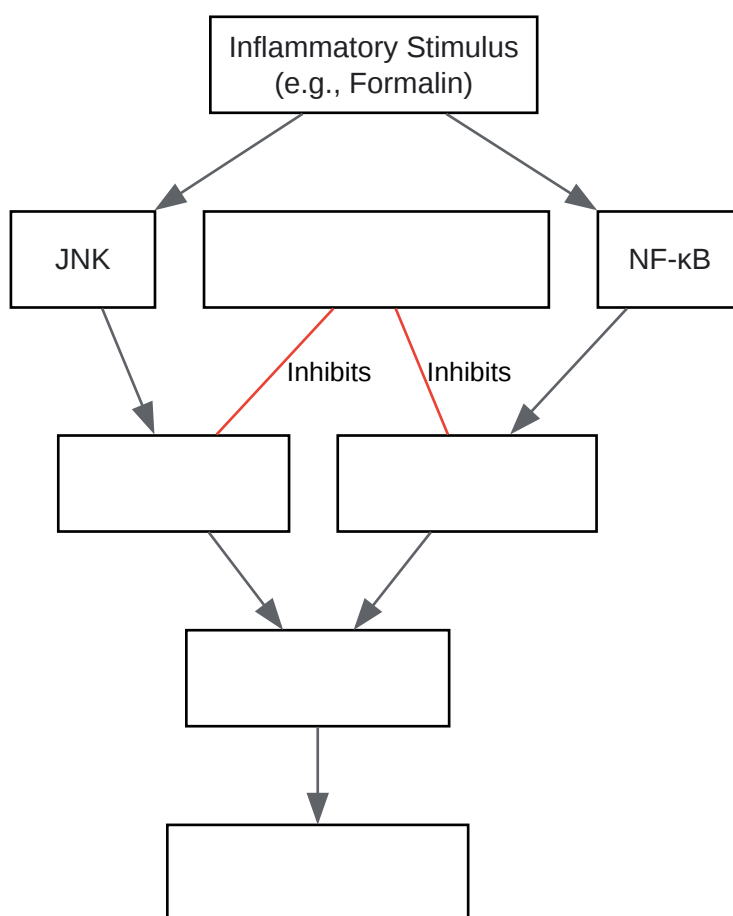 Inflammatory Stimulus
(e.g., Formalin)
JNK
NF-κB
Inhibits
Inhibits